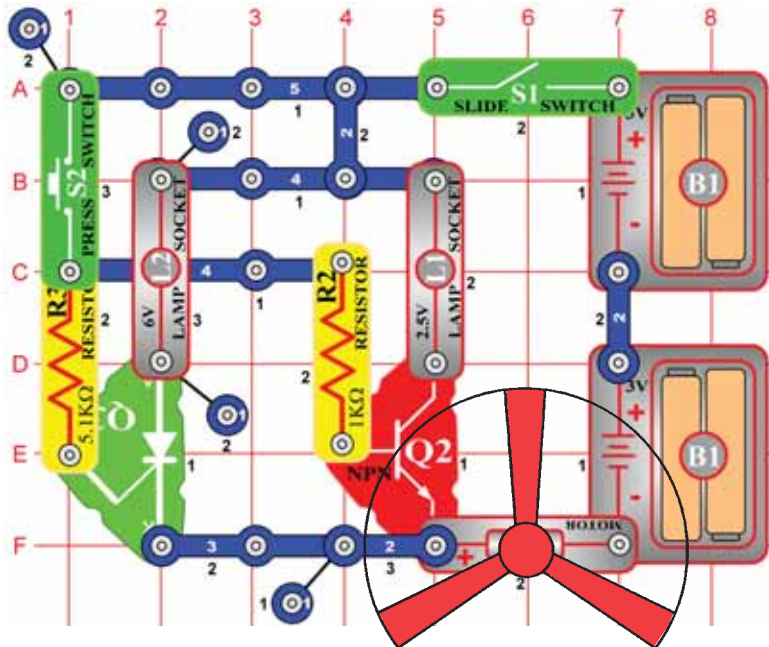 1 2 3 4 5 6 7 8
1
2
A
5
1
S1
SLIDE SWITCH
2
3V
+
-
1
B1
1 2
2
2
S2
PRESS SWITCH
3
B
4
1
L2
6V
LAMP SOCKET
3
L1
2.5V
LAMP SOCKET
2
C
4
1
2
2
R3
RESISTOR
5.1KΩ
2
R2
RESISTOR
1KΩ
2
D
3V
+
-
1
B1
1
2
E
1
NPN
Q2
1
F
3
2
2
3
+
MOTOR
2
1
1